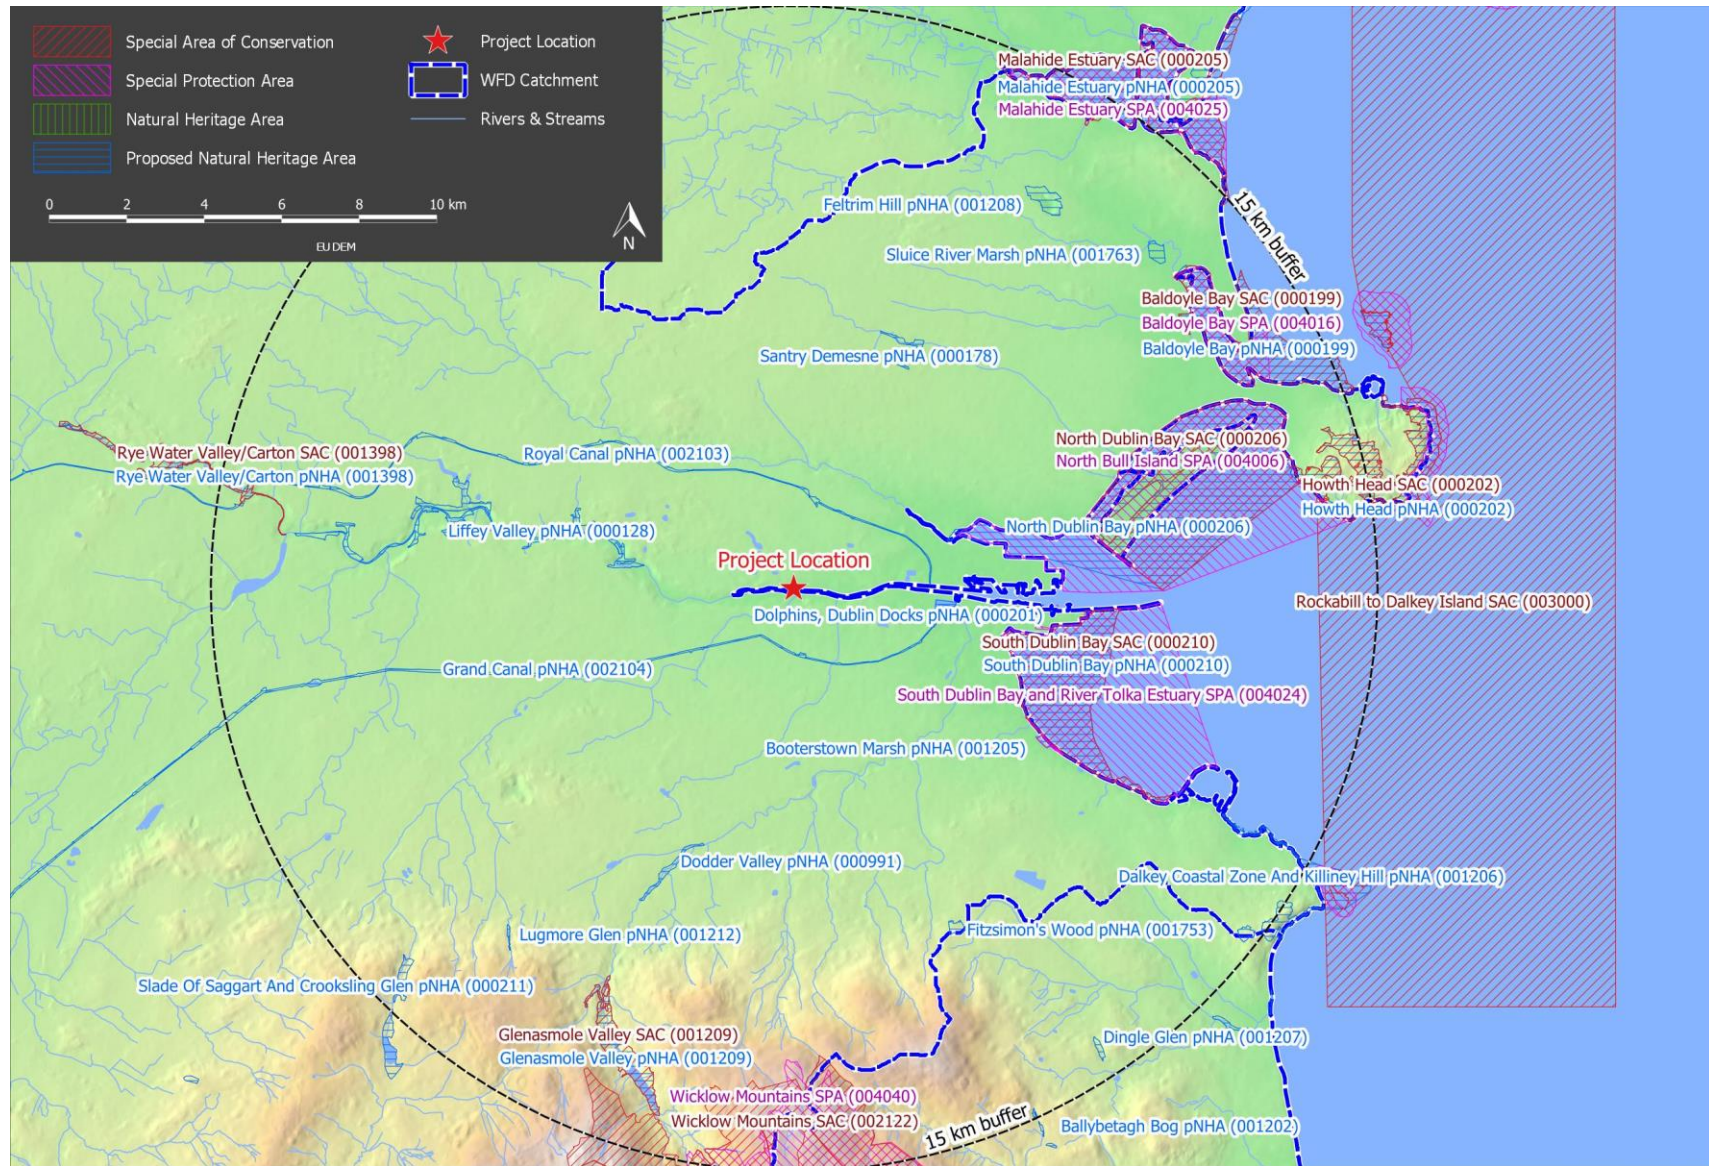 Special Area of Conservation
Special Protection Area
Natural Heritage Area
Proposed Natural Heritage Area
Project Location
WFD Catchment
Rivers & Streams
0 2 4 6 8 10 km
EU DEM
N
Malahide Estuary SAC (000205)
Malahide Estuary pNHA (000205)
Malahide Estuary SPA (004025)
15 km buffer
Feltrim Hill pNHA (001208)
Sluice River Marsh pNHA (001763)
Baldoyle Bay SAC (000199)
Baldoyle Bay SPA (004016)
Baldoyle Bay pNHA (000199)
Santry Demesne pNHA (000178)
Rye Water Valley/Carton SAC (001398)
Rye Water Valley/Carton pNHA (001398)
Royal Canal pNHA (002103)
North Dublin Bay SAC (000206)
North Bull Island SPA (004006)
Howth Head SAC (000202)
Howth Head pNHA (000202)
Liffey Valley pNHA (000128)
North Dublin Bay pNHA (000206)
Project Location
Rockabill to Dalkey Island SAC (003000)
Dolphins, Dublin Docks pNHA (000201)
South Dublin Bay SAC (000210)
South Dublin Bay pNHA (000210)
Grand Canal pNHA (002104)
South Dublin Bay and River Tolka Estuary SPA (004024)
Booterstown Marsh pNHA (001205)
Dodder Valley pNHA (000991)
Dalkey Coastal Zone And Killiney Hill pNHA (001206)
Lugmore Glen pNHA (001212)
Fitzsimon's Wood pNHA (001753)
Slade Of Saggart And Crooksling Glen pNHA (000211)
Glenasmole Valley SAC (001209)
Glenasmole Valley pNHA (001209)
Dingle Glen pNHA (001207)
Wicklow Mountains SPA (004040)
Wicklow Mountains SAC (002122)
15 km buffer
Ballybetagh Bog pNHA (001202)